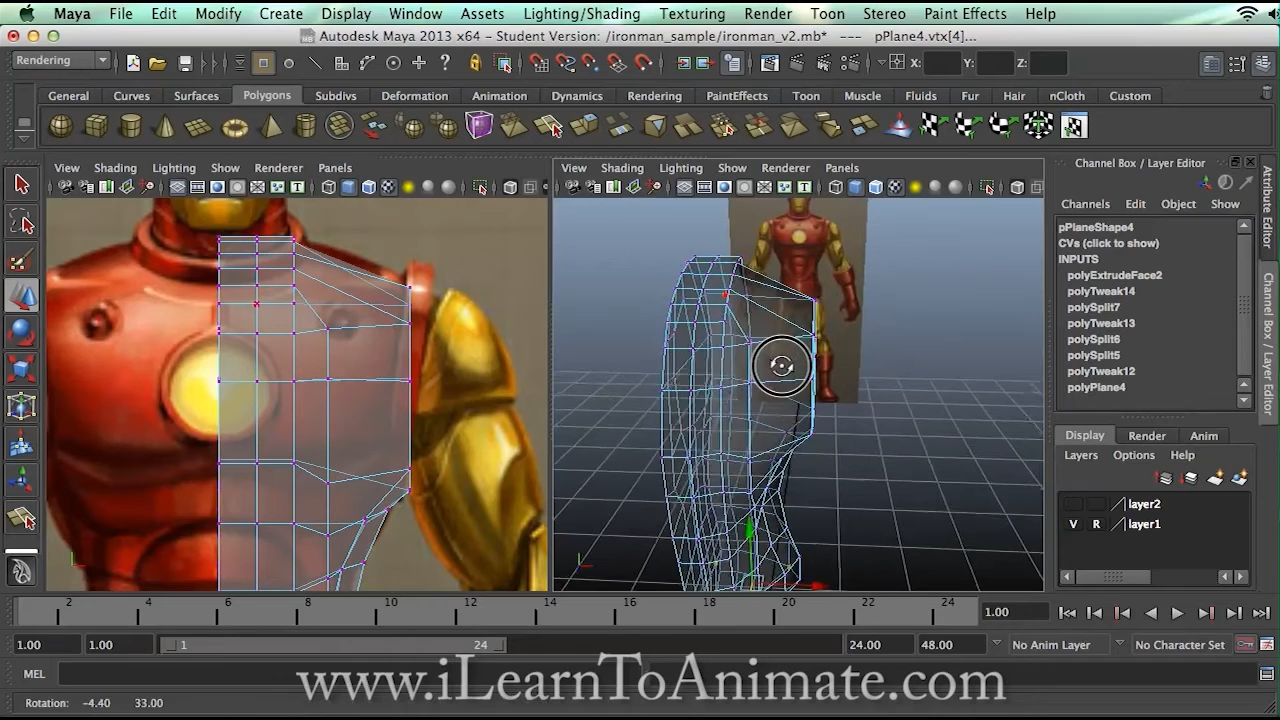 Maya File Edit Modify Create Display Window Assets Lighting/Shading Texturing Render Toon Stereo Paint Effects Help
Autodesk Maya 2013 x64 - Student Version: /ironman_sample/ironman_v2.mb* --- pPlane4.vtx[4]...
Rendering X: Y: Z:
General Curves Surfaces Polygons Subdivs Deformation Animation Dynamics Rendering PaintEffects Toon Muscle Fluids Fur Hair nCloth Custom
View Shading Lighting Show Renderer Panels
View Shading Lighting Show Renderer Panels
Channel Box / Layer Editor
Channels Edit Object Show
pPlaneShape4
CVs (click to show)
INPUTS
polyExtrudeFace2
polyTweak14
polySplit7
polyTweak13
polySplit6
polySplit5
polyTweak12
polyPlane4
Attribute Editor
Channel Box / Layer Editor
Display Render Anim
Layers Options Help
layer2
V R layer1
2 4 6 8 10 12 14 16 18 20 22 24
1.00
1.00 1.00 1 24 24.00 48.00 No Anim Layer No Character Set
MEL
www.iLearnToAnimate.com
Rotation: -4.40 33.00